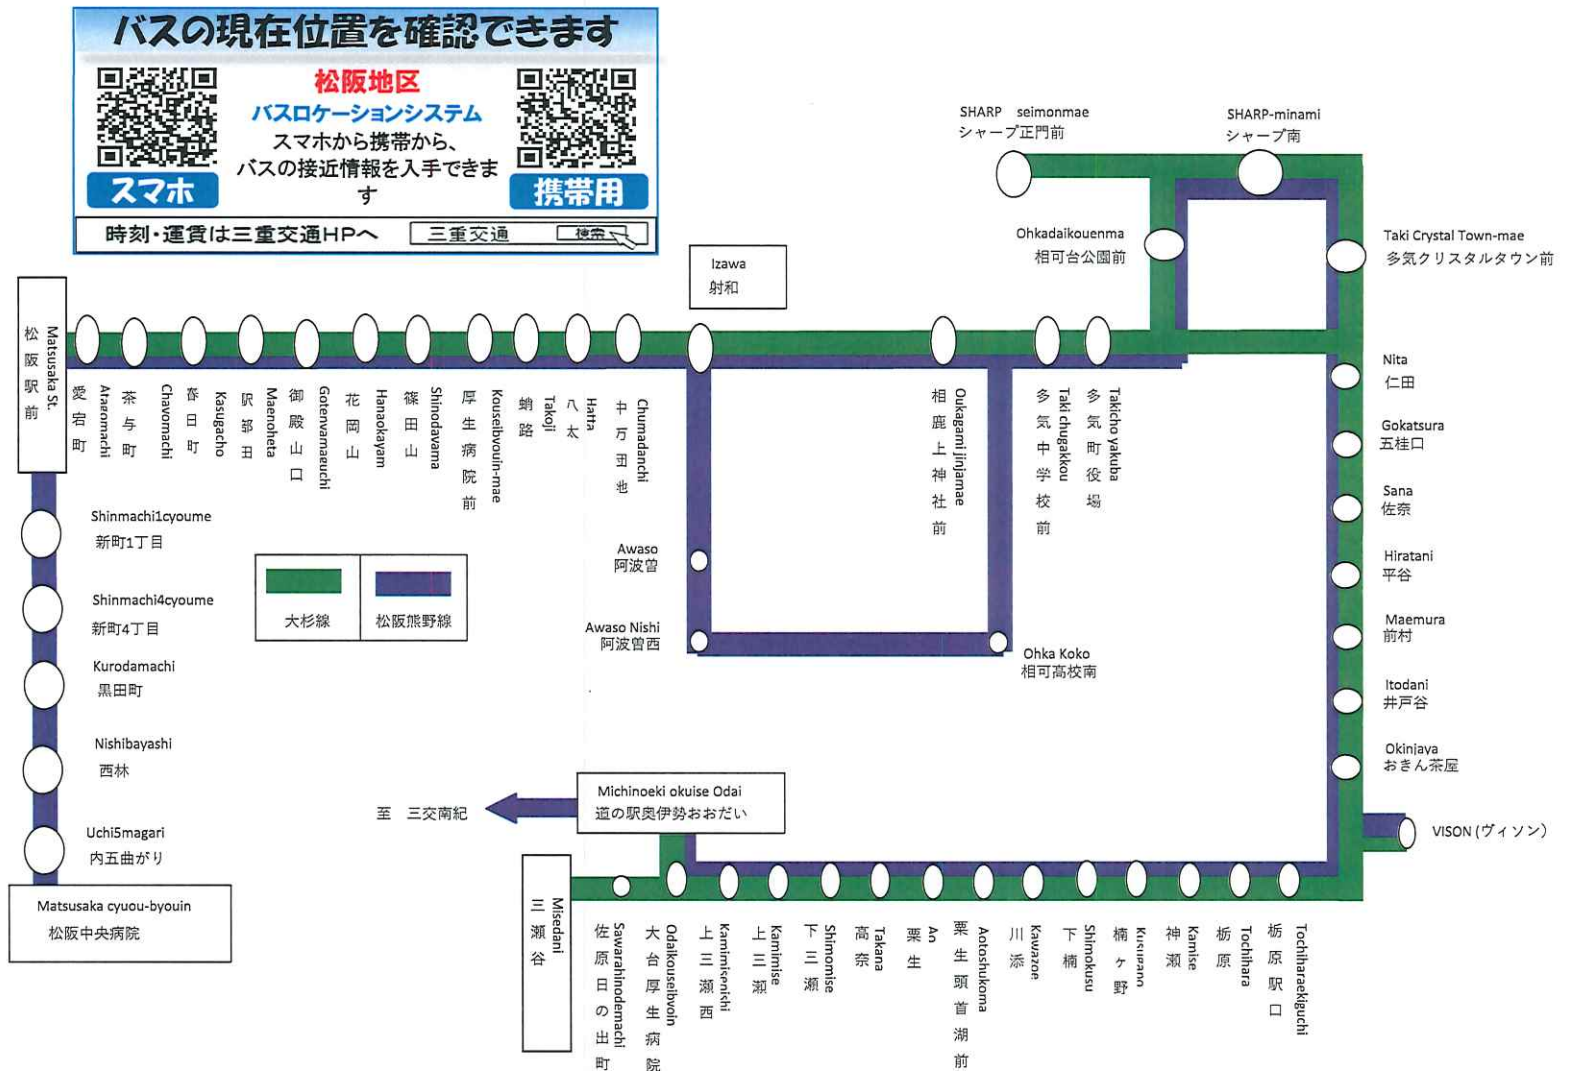 バスの現在位置を確認できます
松阪地区
バスロケーションシステム
スマホから携帯から、
バスの接近情報を入手できま
す
スマホ
携帯用
時刻・運賃は三重交通HPへ
三重交通
検索
SHARP seimonmae
シャープ正門前
SHARP-minami
シャープ南
Ohkadaikouenma
相可台公園前
Taki Crystal Town-mae
多気クリスタルタウン前
Izawa
射和
Matsusaka St.
松阪駅前
Atagomachi
愛宕町
Chavomachi
茶与町
Kasugacho
春日町
Maenoheta
駅部田
Gotenvamaguchi
御殿山口
Hanaokayam
花岡山
Shinodavama
篠田山
Kouseibvouin-mae
厚生病院前
Takoji
蛸路
Hatta
八太
Chumadanchi
中万団地
Oukagami jinjamae
相鹿上神社前
Taki chugakkou
多気中学校前
Takicho yakuba
多気町役場
Nita
仁田
Gokatsura
五桂口
Sana
佐奈
Hiratani
平谷
Maemura
前村
Itodani
井戸谷
Okinjaya
おきん茶屋
VISON (ヴィソン)
Shinmachi1cyoume
新町1丁目
Shinmachi4cyoume
新町4丁目
Kurodamachi
黒田町
Nishibayashi
西林
Uchi5magari
内五曲がり
Matsusaka cyuou-byouin
松阪中央病院
大杉線
松阪熊野線
Awaso
阿波曽
Awaso Nishi
阿波曽西
Ohka Koko
相可高校南
至 三交南紀
Michinoeki okuise Odai
道の駅奥伊勢おおだい
Misedani
三瀬谷
Sawarahinodemachi
佐原日の出町
Odaikouseibvoin
大台厚生病院
Kamimisenishi
上三瀬西
Kamimise
上三瀬
Shimomise
下三瀬
Takana
高奈
Ao
粟生
Aotoshukoma
粟生頭首湖前
Kawazoe
川添
Shimokusu
下楠
Kusugano
楠ヶ野
Kamise
神瀬
Tochihara
栃原
Tochiharaekiguchi
栃原駅口